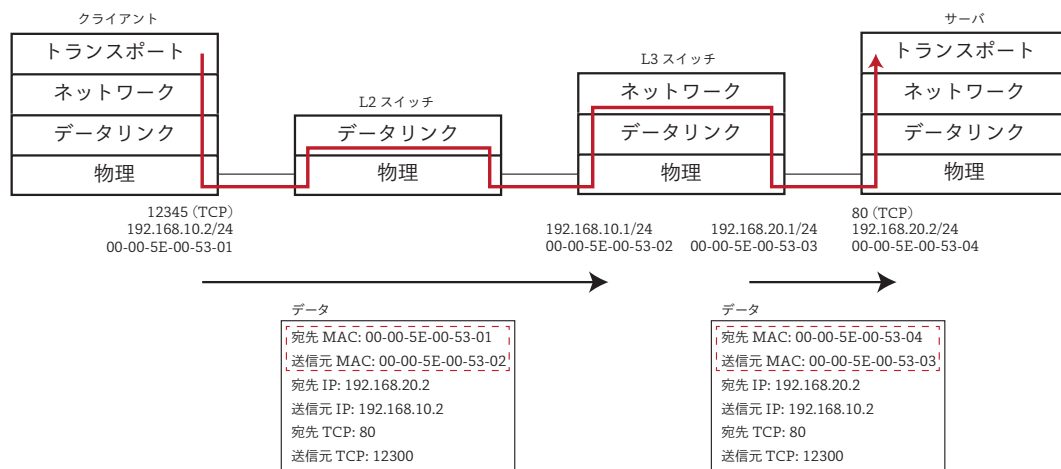 クライアント
トランスポート
ネットワーク
データリンク
物理
L2 スイッチ
データリンク
物理
L3 スイッチ
ネットワーク
データリンク
物理
サーバ
トランスポート
ネットワーク
データリンク
物理
12345 (TCP)
192.168.10.2/24
00-00-5E-00-53-01
192.168.10.1/24
00-00-5E-00-53-02
192.168.20.1/24
00-00-5E-00-53-03
80 (TCP)
192.168.20.2/24
00-00-5E-00-53-04
データ
宛先 MAC: 00-00-5E-00-53-01
送信元 MAC: 00-00-5E-00-53-02
宛先 IP: 192.168.20.2
送信元 IP: 192.168.10.2
宛先 TCP: 80
送信元 TCP: 12300
データ
宛先 MAC: 00-00-5E-00-53-04
送信元 MAC: 00-00-5E-00-53-03
宛先 IP: 192.168.20.2
送信元 IP: 192.168.10.2
宛先 TCP: 80
送信元 TCP: 12300